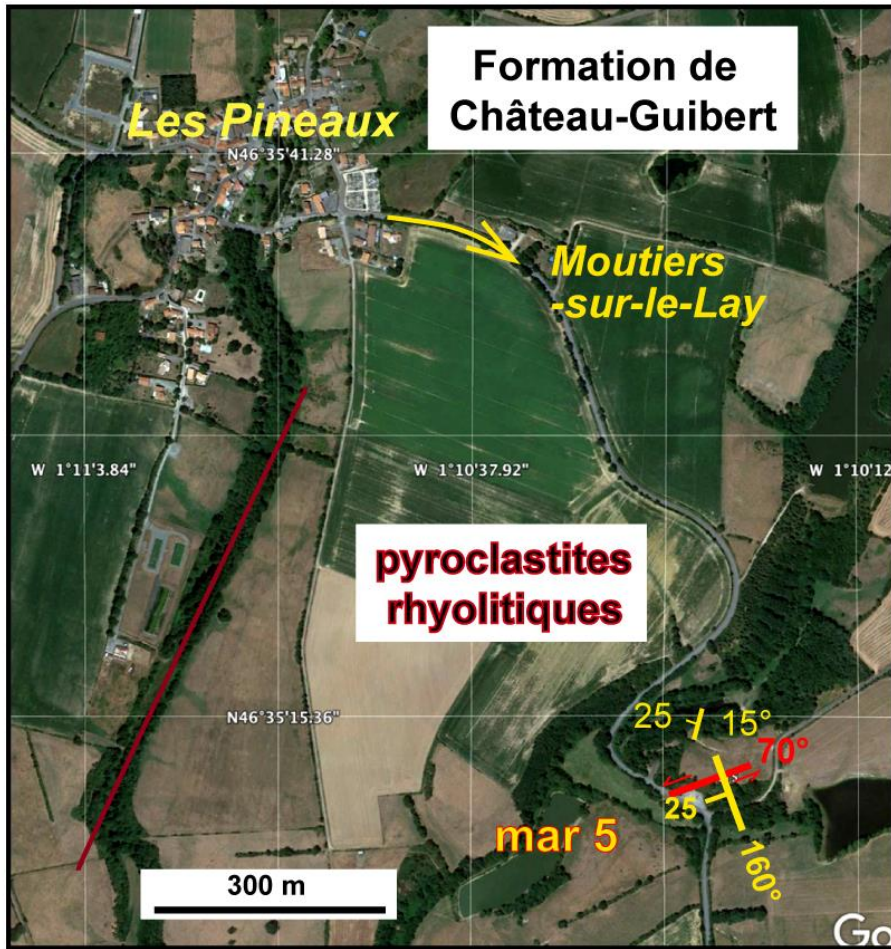 Formation de
Château-Guibert
Les Pineaux
N46°35'41.28"
Moutiers
-sur-le-Lay
W 1°11'3.84"
W 1°10'37.92"
W 1°10'12
pyroclastites
rhyolitiques
N46°35'15.36"
25
15°
70°
25
mar 5
160°
300 m
Go